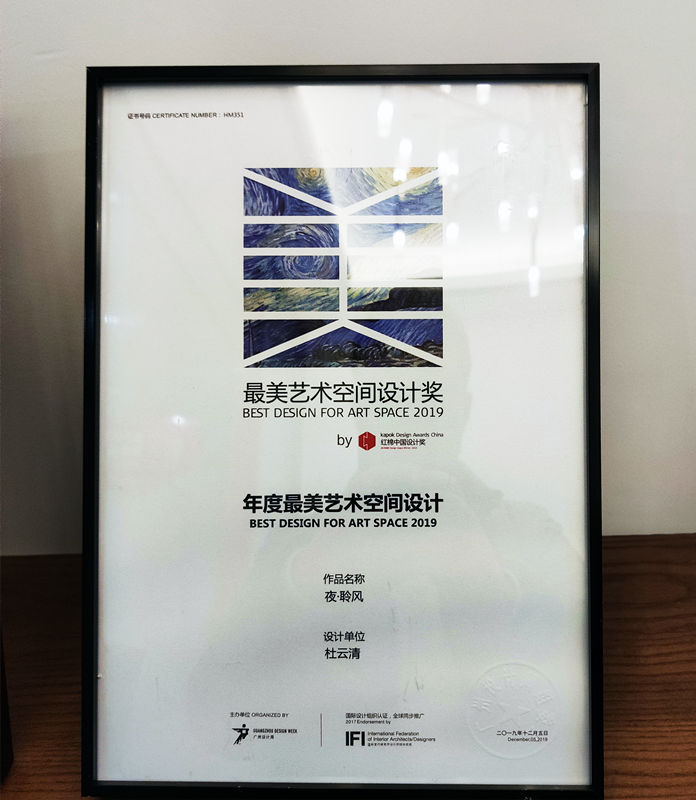 证书号码 CERTIFICATE NUMBER : HM351
最美艺术空间设计奖
BEST DESIGN FOR ART SPACE 2019
by
kapok Design Awards China
红棉中国设计奖
年度最美艺术空间设计
BEST DESIGN FOR ART SPACE 2019
作品名称
夜·聆风
设计单位
杜云清
主办单位 ORGANIZED BY
GUANGZHOU DESIGN WEEK
广州设计周
国际设计组织认证，全球同步推广
2017 Endorsement by
IFI
International Federation
of Interior Architects/Designers
二〇一九年十二月五日
December,05,2019